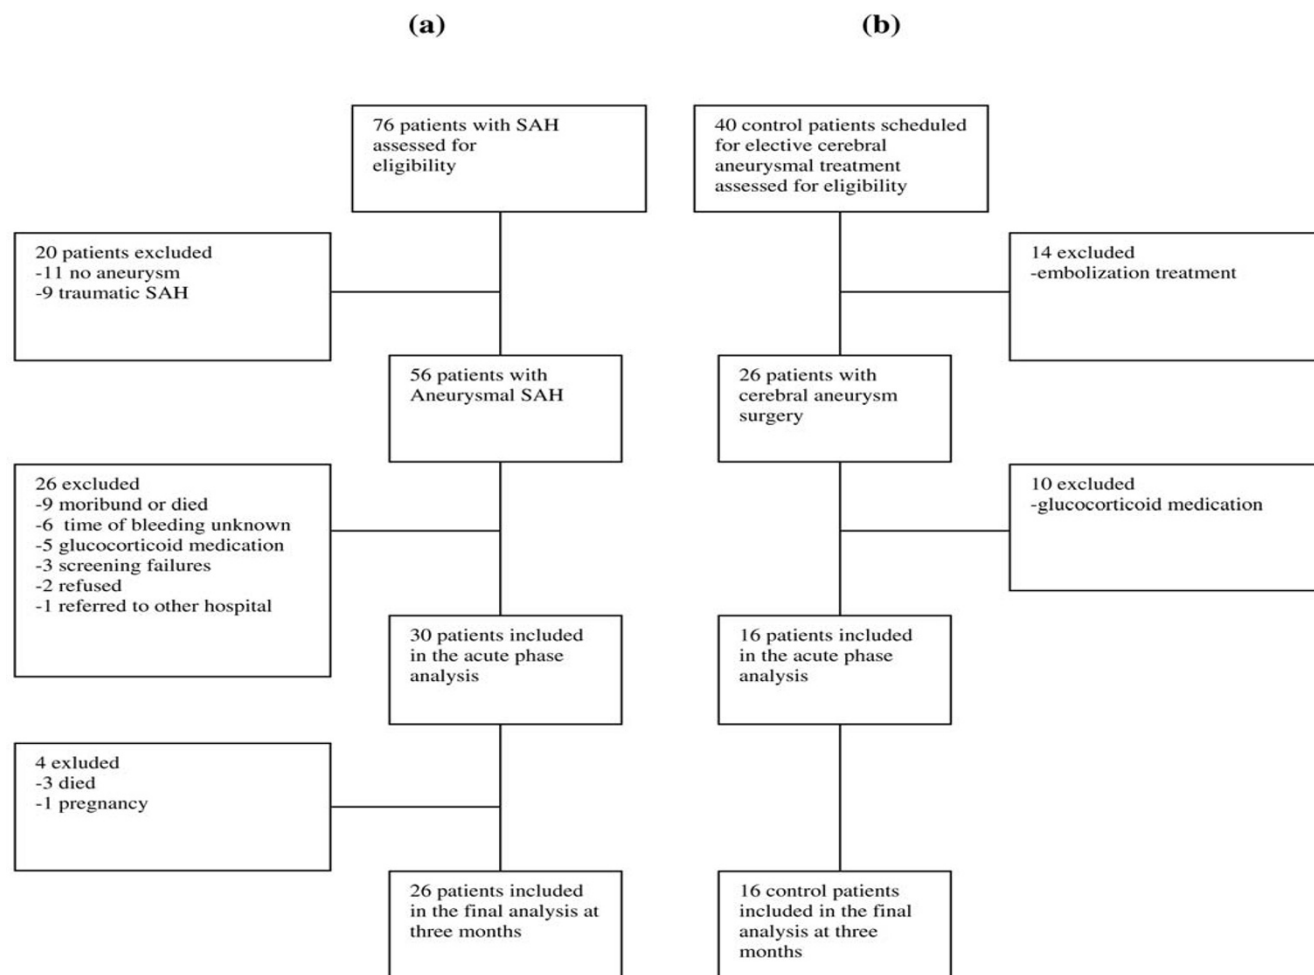 (a)
76 patients with SAH
assessed for
eligibility
20 patients excluded
-11 no aneurysm
-9 traumatic SAH
56 patients with
Aneurysmal SAH
26 excluded
-9 moribund or died
-6 time of bleeding unknown
-5 glucocorticoid medication
-3 screening failures
-2 refused
-1 referred to other hospital
30 patients included
in the acute phase
analysis
4 exluded
-3 died
-1 pregnancy
26 patients included
in the final analysis at
three months
(b)
40 control patients scheduled
for elective cerebral
aneurysmal treatment
assessed for eligibility
14 excluded
-embolization treatment
26 patients with
cerebral aneurysm
surgery
10 excluded
-glucocorticoid medication
16 patients included
in the acute phase
analysis
16 control patients
included in the final
analysis at three
months